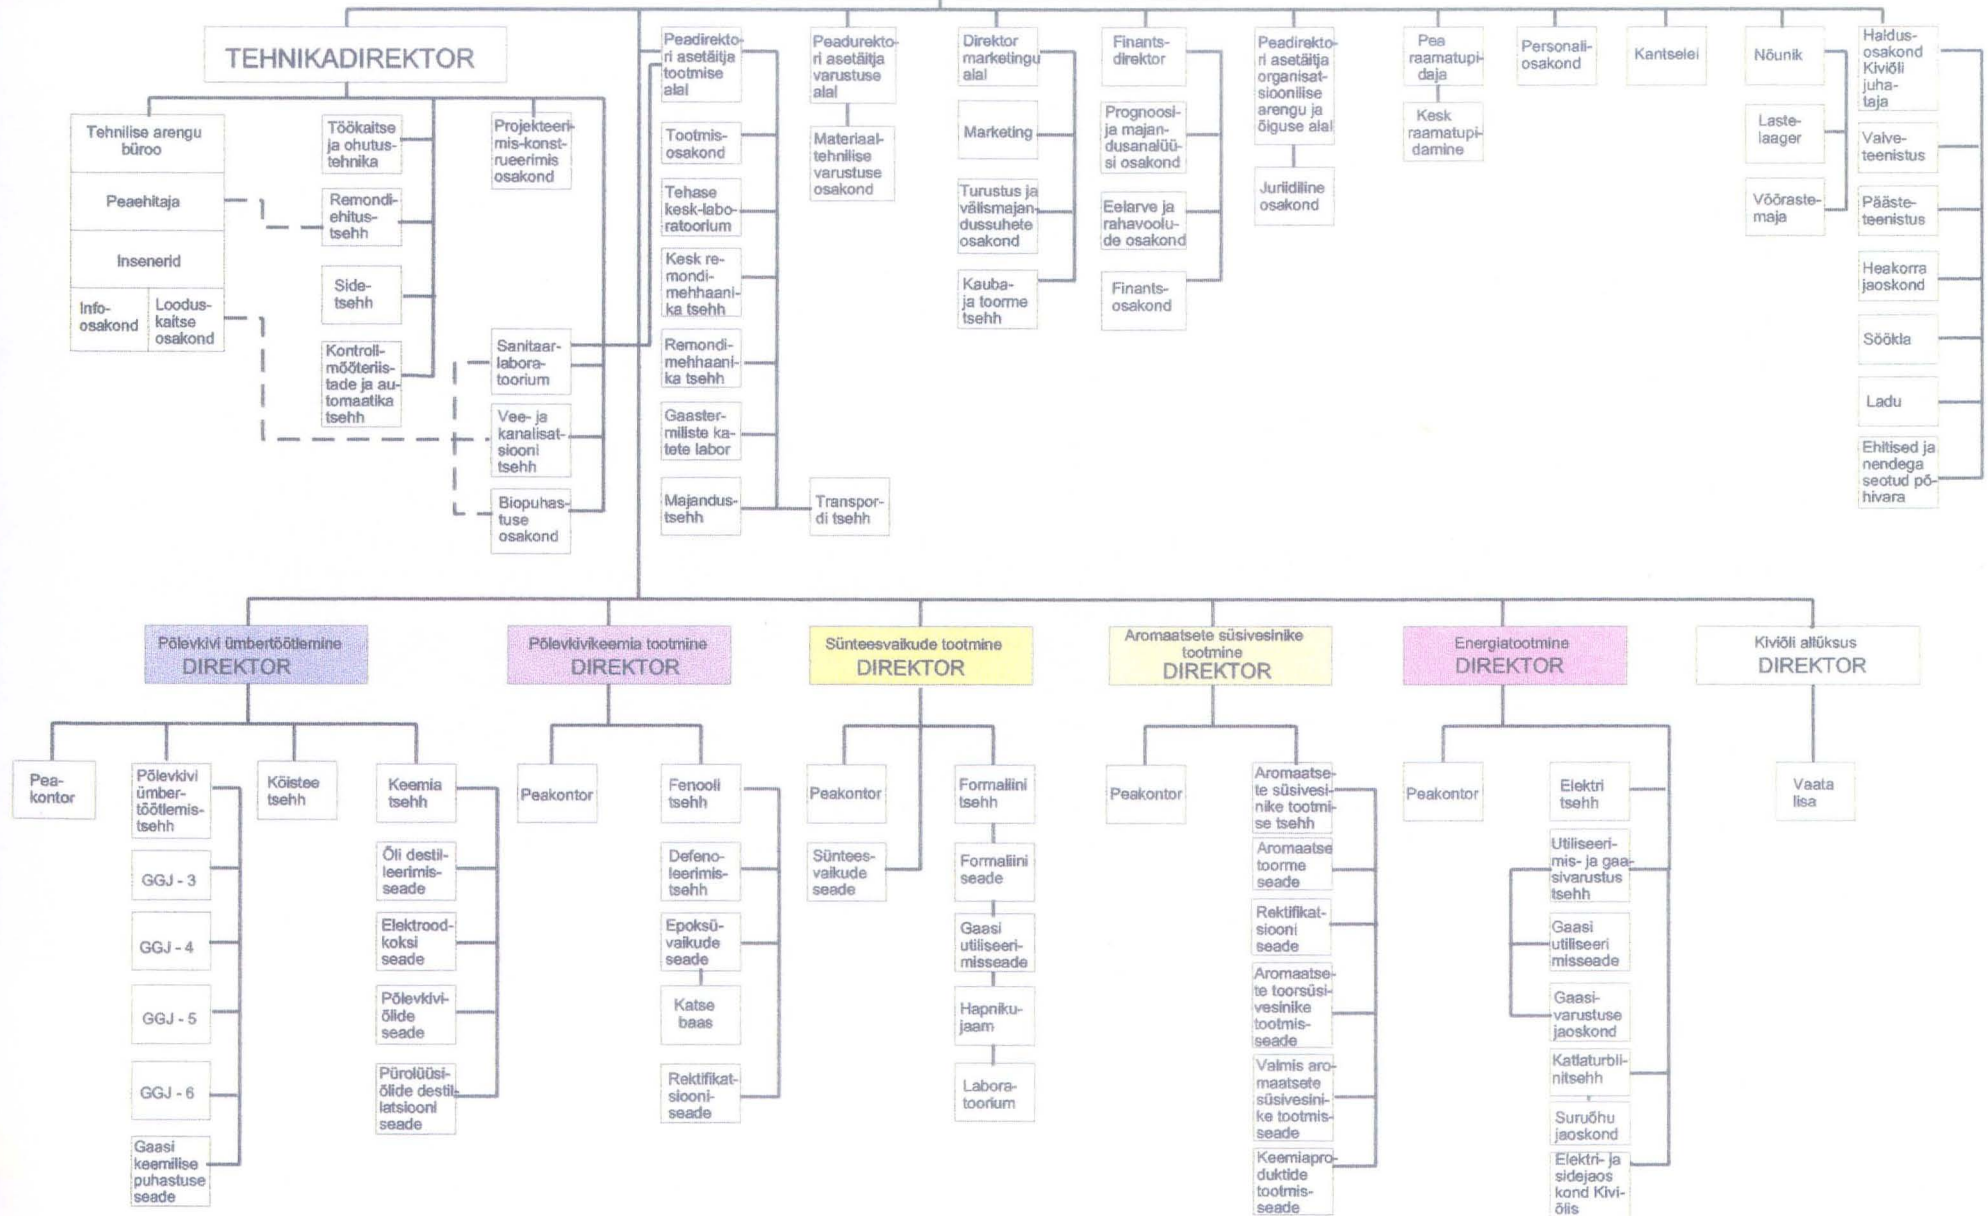 TEHNIKADIREKTOR
Tehnilise arengu
büroo
Peaehitaja
Insenerid
Info-
osakond
Loodus-
kaitse
osakond
Töökaitse
ja ohutus-
tehnika
Remondi-
ehitus-
tsehh
Side-
tsehh
Kontroll-
mõõteriis-
tade ja au-
tomaatika
tsehh
Projekteeri-
mis-konst-
rueerimis
osakond
Sanitaar-
labora-
toorium
Vee- ja
kanalisat-
siooni
tsehh
Biopuhas-
tuse
osakond
Peadirekto-
ri asetäitja
tootmise
alal
Tootmis-
osakond
Tehase
kesk-labo-
ratoorium
Kesk re-
mondi-
mehhaani-
ka tsehh
Remondi-
mehhaani-
ka tsehh
Gaaster-
miliste ka-
tete labor
Majandus-
tsehh
Transpor-
di tsehh
Peadurekto-
ri asetäitja
varustuse
alal
Materiaal-
tehnilise
varustuse
osakond
Direktor
marketingu
alal
Marketing
Turustus ja
välismajan-
dussuhete
osakond
Kauba-
ja toorme
tsehh
Finants-
direktor
Prognoosi-
ja majan-
dusanalüü-
si osakond
Eelarve ja
rahavoolu-
de osakond
Finants-
osakond
Peadirekto-
ri asetäitja
organisat-
sioonilise
arengu ja
õiguse alal
Juriidiline
osakond
Pea
raamatupi-
daja
Kesk
raamatupi-
damine
Personali-
osakond
Kantselei
Nõunik
Laste-
laager
Võõraste-
maja
Haldus-
osakond
Kiviõli
juha-
taja
Valve-
teenistus
Pääste-
teenistus
Heakorra
jaoskond
Söökla
Ladu
Ehitised ja
nendega
seotud põ-
hivara
Põlevkivi ümbertöötlemine
DIREKTOR
Pea-
kontor
Põlevkivi
ümber-
töötlemis-
tsehh
GGJ - 3
GGJ - 4
GGJ - 5
GGJ - 6
Gaasi
keemilise
puhastuse
seade
Köistee
tsehh
Keemia
tsehh
Õli destil-
leerimis-
seade
Elektrood-
koksi
seade
Põlevkivi-
õlide
seade
Pürolüüsi-
õlide destil-
latsiooni
seade
Põlevkivikeemia tootmine
DIREKTOR
Peakontor
Fenooli
tsehh
Defeno-
leerimis-
tsehh
Epoksü-
vaikude
seade
Katse
baas
Rektifikat-
siooni-
seade
Sünteesvaikude tootmine
DIREKTOR
Peakontor
Süntees-
vaikude
seade
Formaliini
tsehh
Formaliini
seade
Gaasi
utiliseeri-
misseade
Hapniku-
jaam
Labora-
toorium
Aromaatsete süsivesinike
tootmine
DIREKTOR
Peakontor
Aromaatse-
te süsivesi-
nike tootmi-
se tsehh
Aromaatse
toorme
seade
Rektifikat-
siooni
seade
Aromaatse-
te toorsüsi-
vesinike
tootmis-
seade
Valmis aro-
maatsete
süsivesini-
ke tootmis-
seade
Keemiapro-
duktide
tootmis-
seade
Energiatootmine
DIREKTOR
Peakontor
Elektri
tsehh
Utiliseeri-
mis- ja gaa-
sivarustus
tsehh
Gaasi
utiliseeri
misseade
Gaasi-
varustuse
jaoskond
Katlaturbii-
nitsehh
Suruõhu
jaoskond
Elektri- ja
sidejaos
kond Kivi-
õlis
Kiviõli allüksus
DIREKTOR
Vaata
lisa